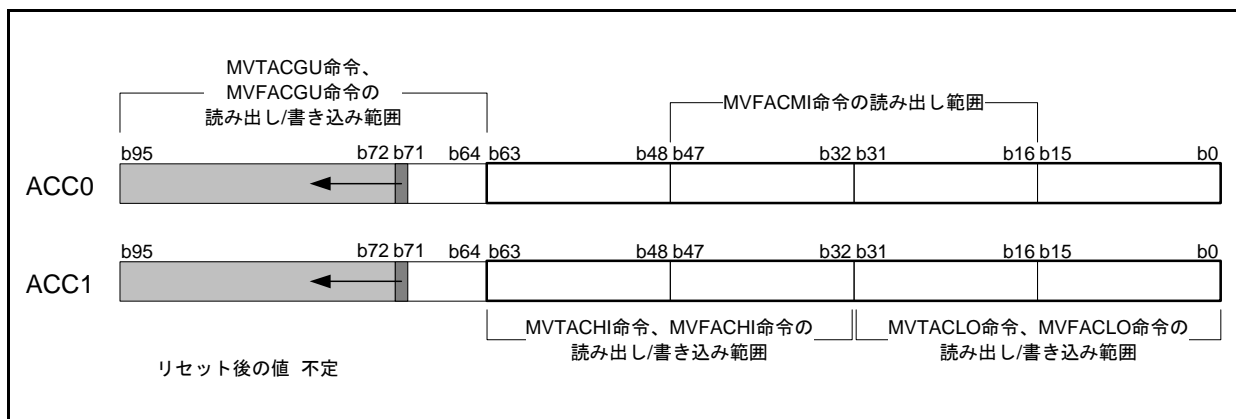 MVTACGU命令、
MVFACGU命令の
読み出し/書き込み範囲
MVFACMI命令の読み出し範囲
b95 b72 b71 b64 b63 b48 b47 b32 b31 b16 b15 b0
ACC0
b95 b72 b71 b64 b63 b48 b47 b32 b31 b16 b15 b0
ACC1
MVTACHI命令、MVFACHI命令の
読み出し/書き込み範囲
MVTACLO命令、MVFACLO命令の
読み出し/書き込み範囲
リセット後の値 不定